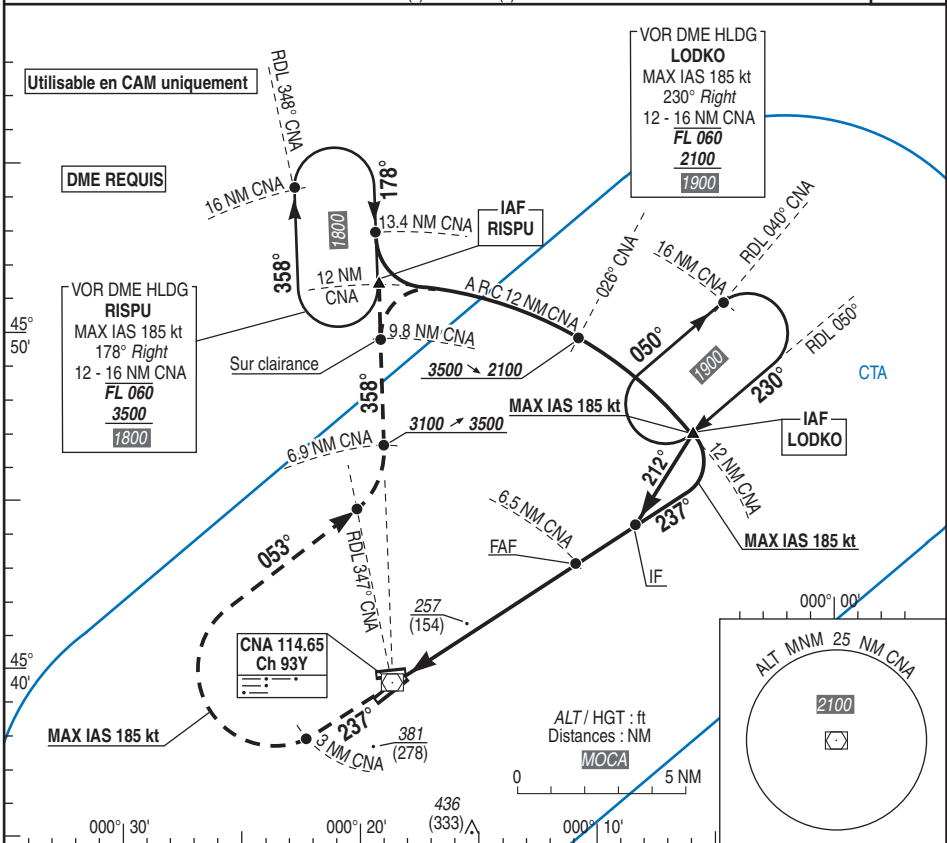 Utilisable en CAM uniquement
DME REQUIS
RDL 348° CNA
16 NM CNA
178°
358°
1800
13.4 NM CNA
12 NM
CNA
IAF
RISPU
ARC 12 NM CNA
026° CNA
VOR DME HLDG
LODKO
MAX IAS 185 kt
230° Right
12 - 16 NM CNA
FL 060
2100
1900
RDL 040° CNA
16 NM CNA
050°
1900
230°
RDL 050°
CTA
VOR DME HLDG
RISPU
MAX IAS 185 kt
178° Right
12 - 16 NM CNA
FL 060
3500
1800
45°
50'
9.8 NM CNA
Sur clairance
3500 ↘ 2100
358°
MAX IAS 185 kt
IAF
LODKO
3100 ↗ 3500
6.9 NM CNA
212°
12 NM CNA
237°
6.5 NM CNA
MAX IAS 185 kt
FAF
IF
053°
RDL 347° CNA
257
(154)
CNA 114.65
Ch 93Y
45°
40'
237°
MAX IAS 185 kt
3 NM CNA
381
(278)
ALT / HGT : ft
Distances : NM
MOCA
0 5 NM
000° 00'
ALT MNM 25 NM CNA
2100
436
(333)
000° 30'
000° 20'
000° 10'